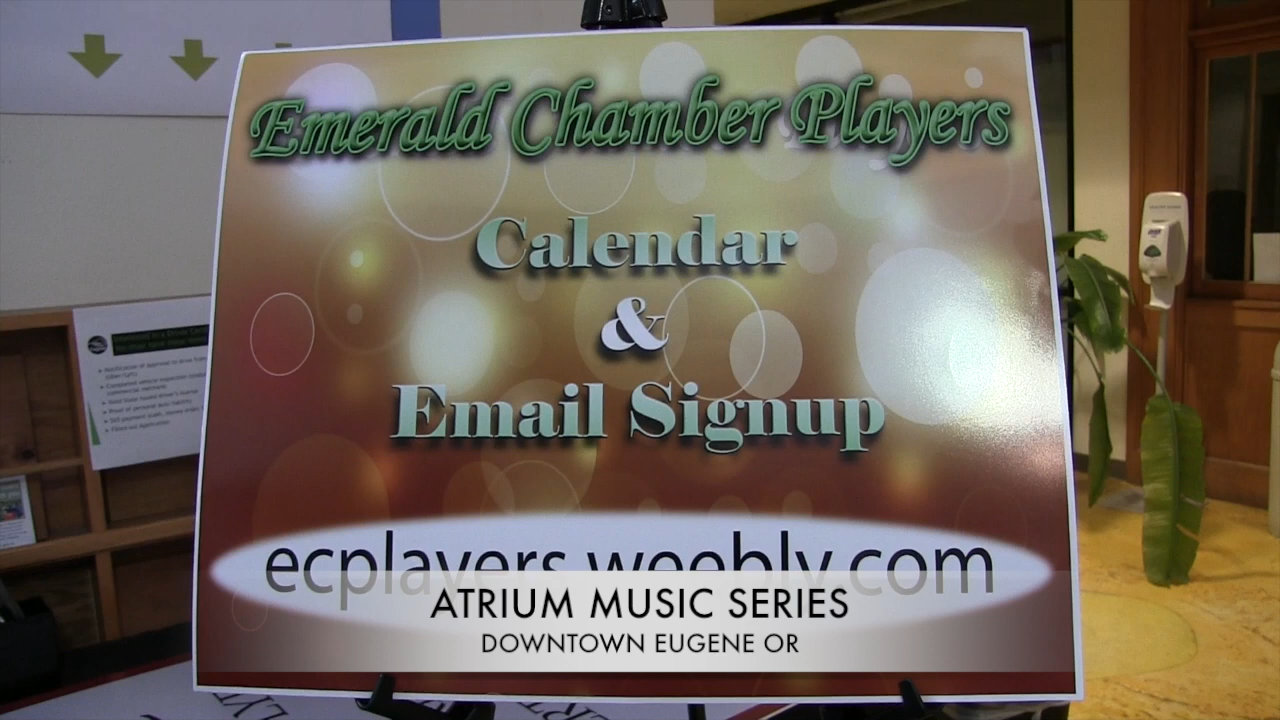 Emerald Chamber Players
Calendar
&
Email Signup
ecplayers.weebly.com
ATRIUM MUSIC SERIES
DOWNTOWN EUGENE OR